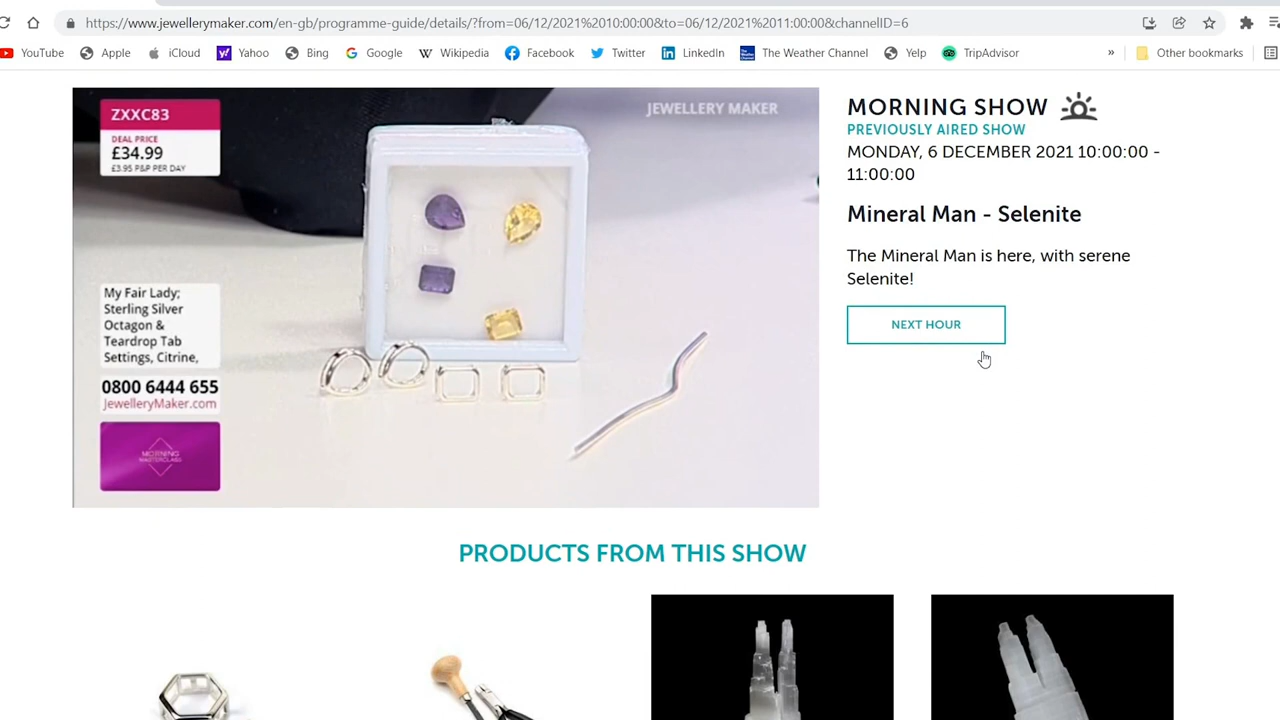 https://www.jewellerymaker.com/en-gb/programme-guide/details/?from=06/12/2021%2010:00:00&to=06/12/2021%2011:00:00&channelID=6
YouTube Apple iCloud Yahoo Bing Google Wikipedia Facebook Twitter LinkedIn The Weather Channel Yelp TripAdvisor » Other bookmarks
ZXXC83
DEAL PRICE
£34.99
£3.95 P&P PER DAY
JEWELLERY MAKER
My Fair Lady;
Sterling Silver
Octagon &
Teardrop Tab
Settings, Citrine,
0800 6444 655
JewelleryMaker.com
MORNING
MASTERCLASS
MORNING SHOW
PREVIOUSLY AIRED SHOW
MONDAY, 6 DECEMBER 2021 10:00:00 -
11:00:00
Mineral Man - Selenite
The Mineral Man is here, with serene
Selenite!
NEXT HOUR
PRODUCTS FROM THIS SHOW